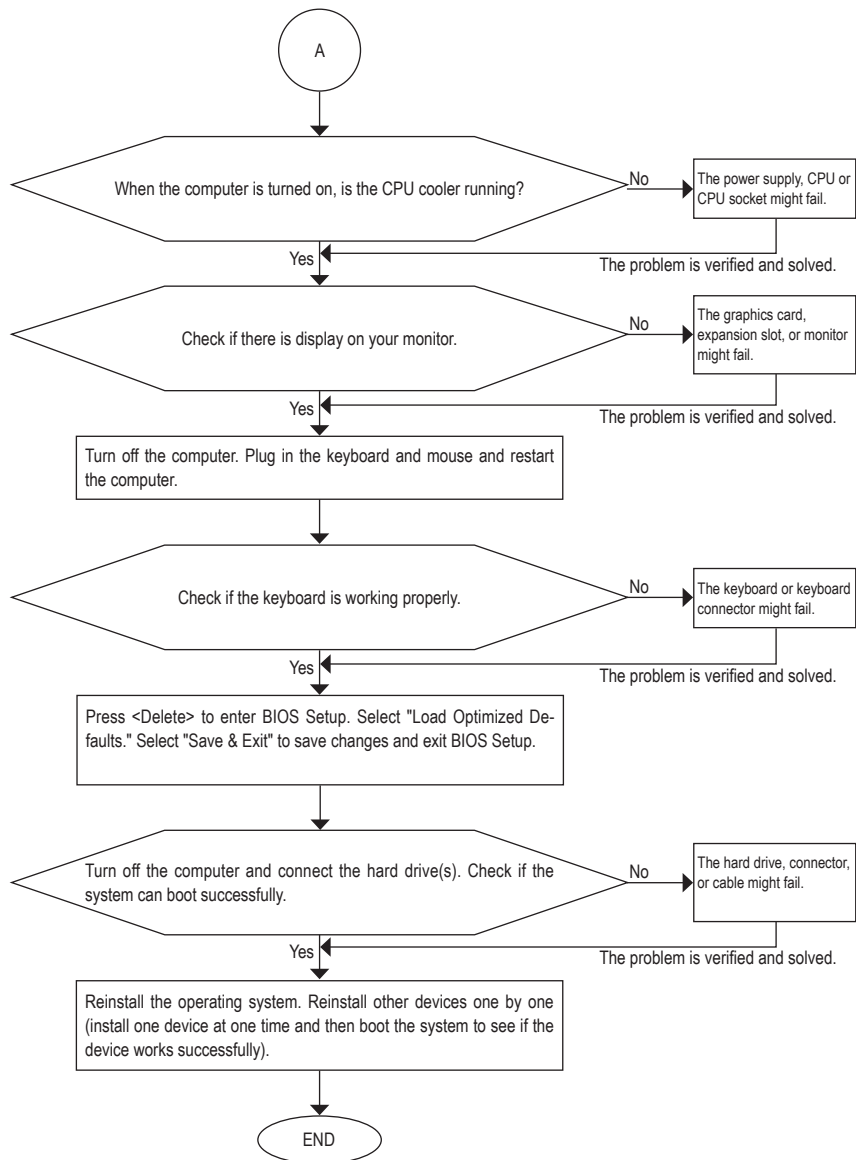 A
When the computer is turned on, is the CPU cooler running?
No
The power supply, CPU or
CPU socket might fail.
Yes
The problem is verified and solved.
Check if there is display on your monitor.
No
The graphics card,
expansion slot, or monitor
might fail.
Yes
The problem is verified and solved.
Turn off the computer. Plug in the keyboard and mouse and restart
the computer.
Check if the keyboard is working properly.
No
The keyboard or keyboard
connector might fail.
Yes
The problem is verified and solved.
Press <Delete> to enter BIOS Setup. Select "Load Optimized De-
faults." Select "Save & Exit" to save changes and exit BIOS Setup.
Turn off the computer and connect the hard drive(s). Check if the
system can boot successfully.
No
The hard drive, connector,
or cable might fail.
Yes
The problem is verified and solved.
Reinstall the operating system. Reinstall other devices one by one
(install one device at one time and then boot the system to see if the
device works successfully).
END